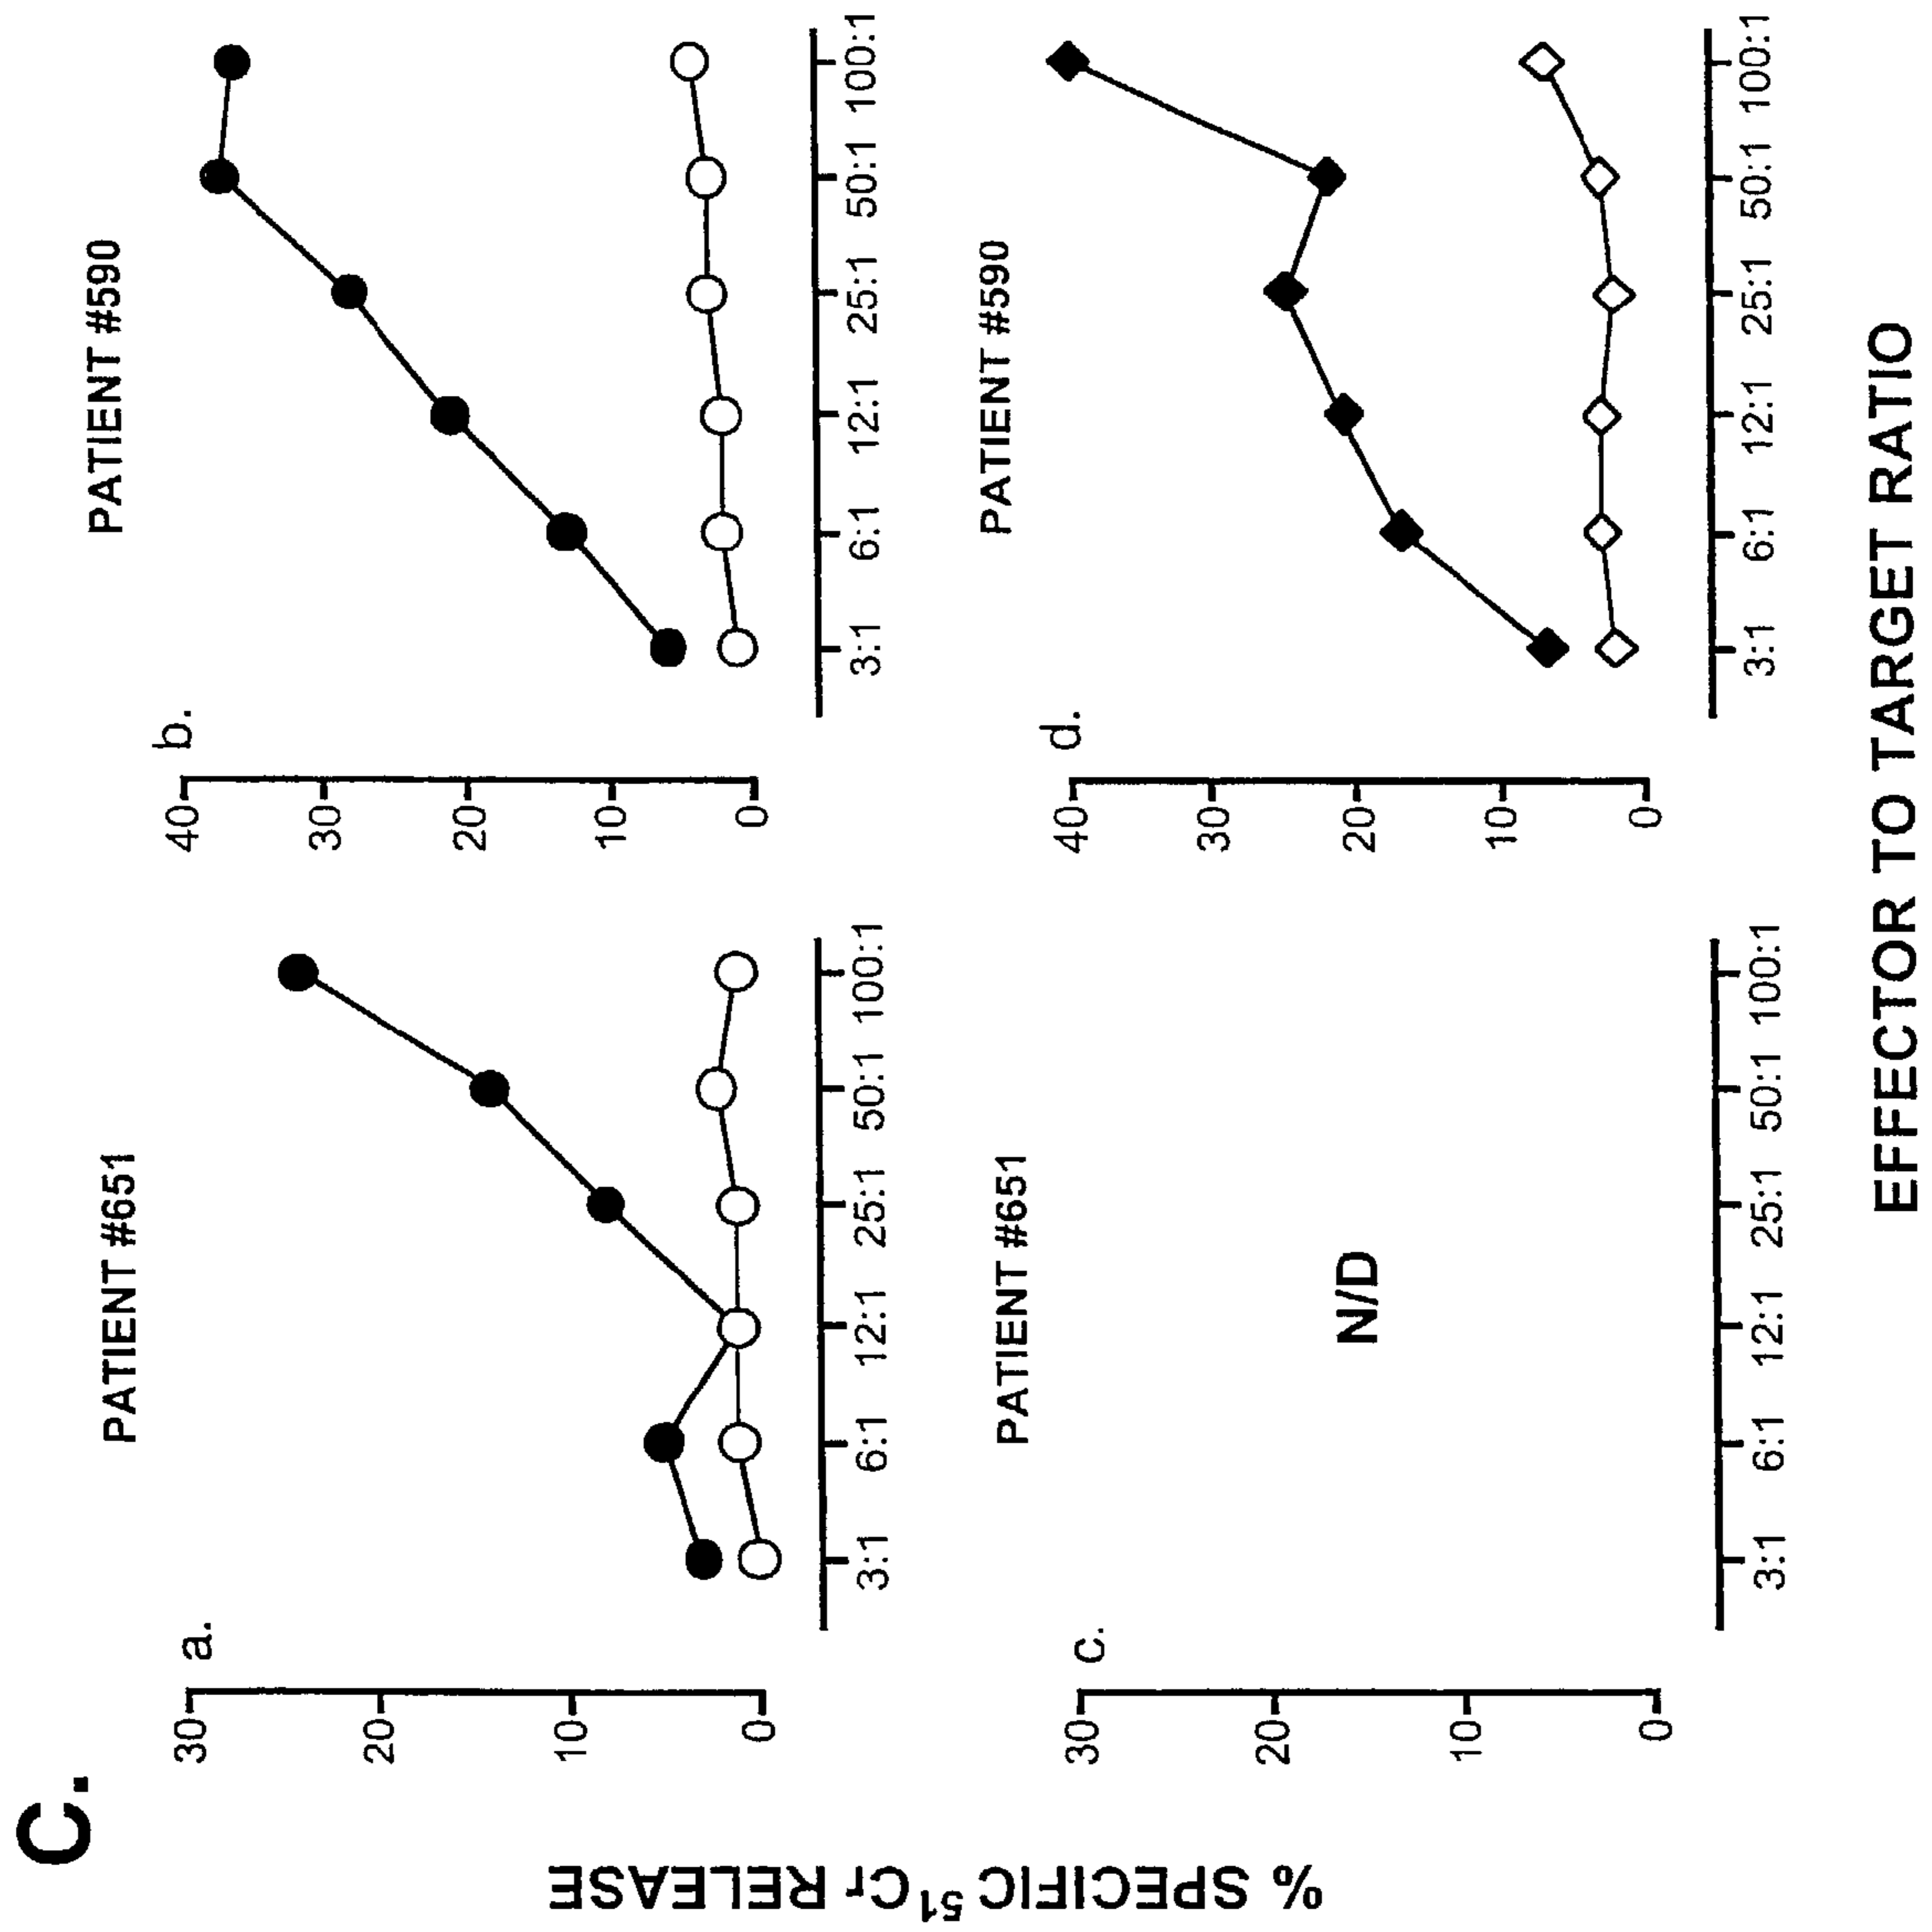 C.
% SPECIFIC ⁵¹Cr RELEASE
a.
PATIENT #651
30
20
10
0
3:1 6:1 12:1 25:1 50:1 100:1
b.
PATIENT #590
40
30
20
10
0
3:1 6:1 12:1 25:1 50:1 100:1
c.
PATIENT #651
30
20
10
0
N/D
3:1 6:1 12:1 25:1 50:1 100:1
d.
PATIENT #590
40
30
20
10
0
3:1 6:1 12:1 25:1 50:1 100:1
EFFECTOR TO TARGET RATIO